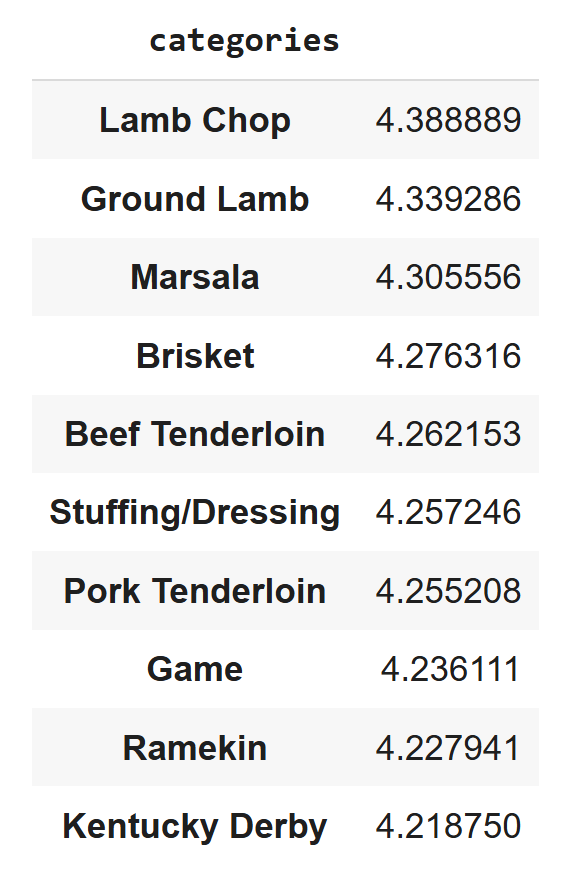 categories
Lamb Chop 4.388889
Ground Lamb 4.339286
Marsala 4.305556
Brisket 4.276316
Beef Tenderloin 4.262153
Stuffing/Dressing 4.257246
Pork Tenderloin 4.255208
Game 4.236111
Ramekin 4.227941
Kentucky Derby 4.218750